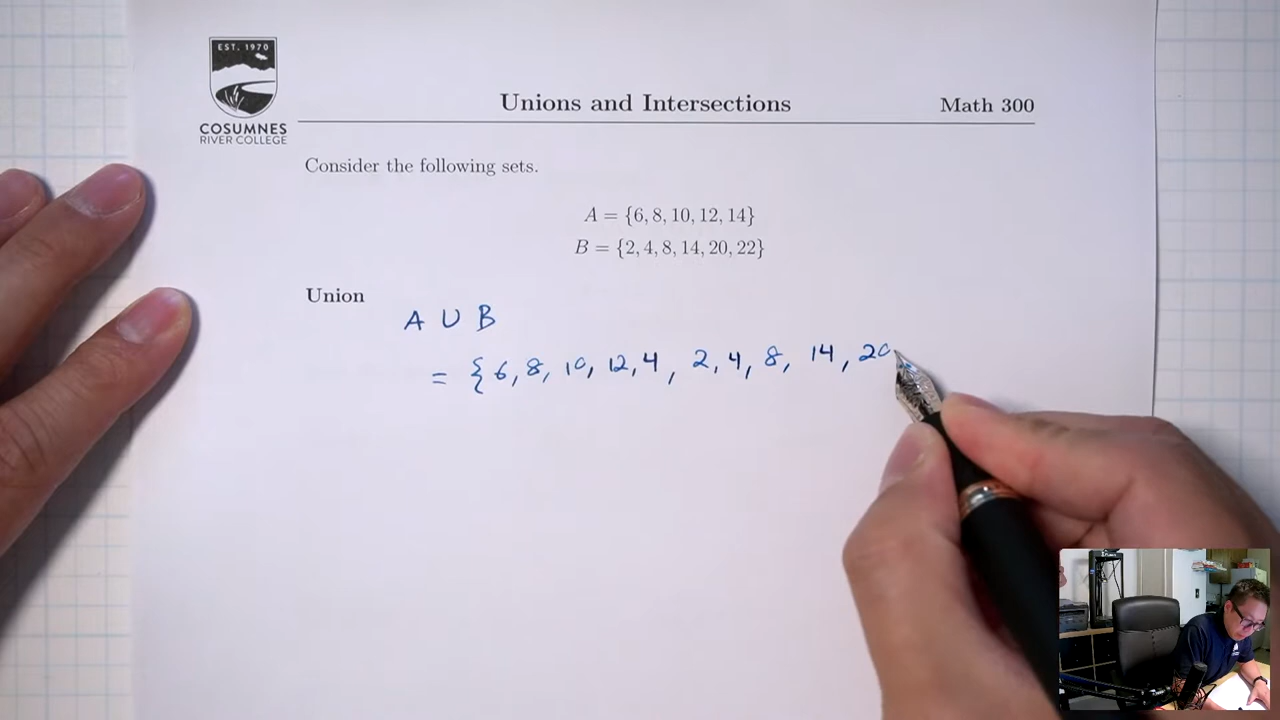 EST. 1970
COSUMNES
RIVER COLLEGE
Unions and Intersections
Math 300
Consider the following sets.
A = {6, 8, 10, 12, 14}
B = {2, 4, 8, 14, 20, 22}
Union
A ∪ B
= {6, 8, 10, 12, 4, 2, 4, 8, 14, 20